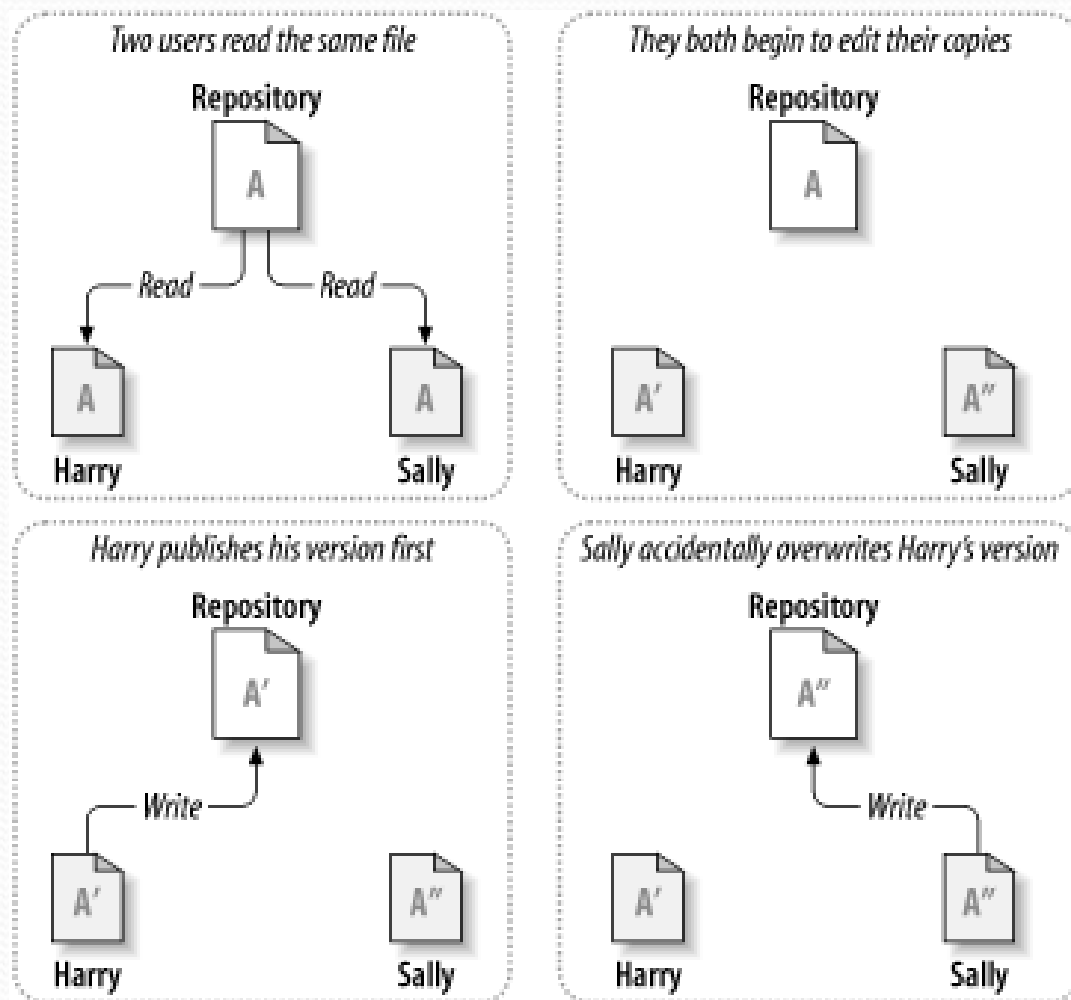 Two users read the same file
Repository
A
Read
Read
A
A
Harry
Sally
They both begin to edit their copies
Repository
A
A′
A″
Harry
Sally
Harry publishes his version first
Repository
A′
Write
A′
A″
Harry
Sally
Sally accidentally overwrites Harry's version
Repository
A″
Write
A′
A″
Harry
Sally